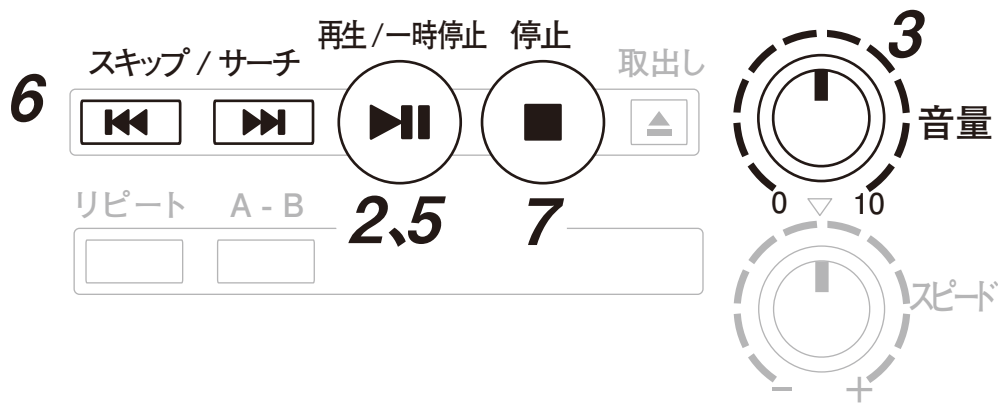 再生/一時停止 停止 3
スキップ / サーチ 取出し
6
音量
0 10
リピート A - B
2、5 7
スピード
− +